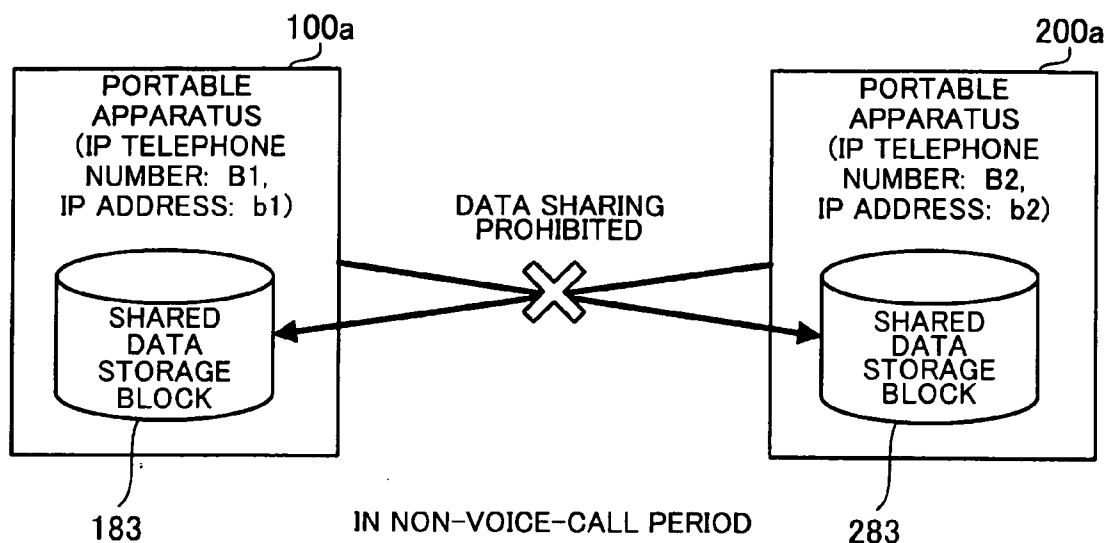 100a
200a
PORTABLE
APPARATUS
(IP TELEPHONE
NUMBER: B1,
IP ADDRESS: b1)
PORTABLE
APPARATUS
(IP TELEPHONE
NUMBER: B2,
IP ADDRESS: b2)
DATA SHARING
PROHIBITED
SHARED
DATA
STORAGE
BLOCK
SHARED
DATA
STORAGE
BLOCK
183
IN NON-VOICE-CALL PERIOD
283